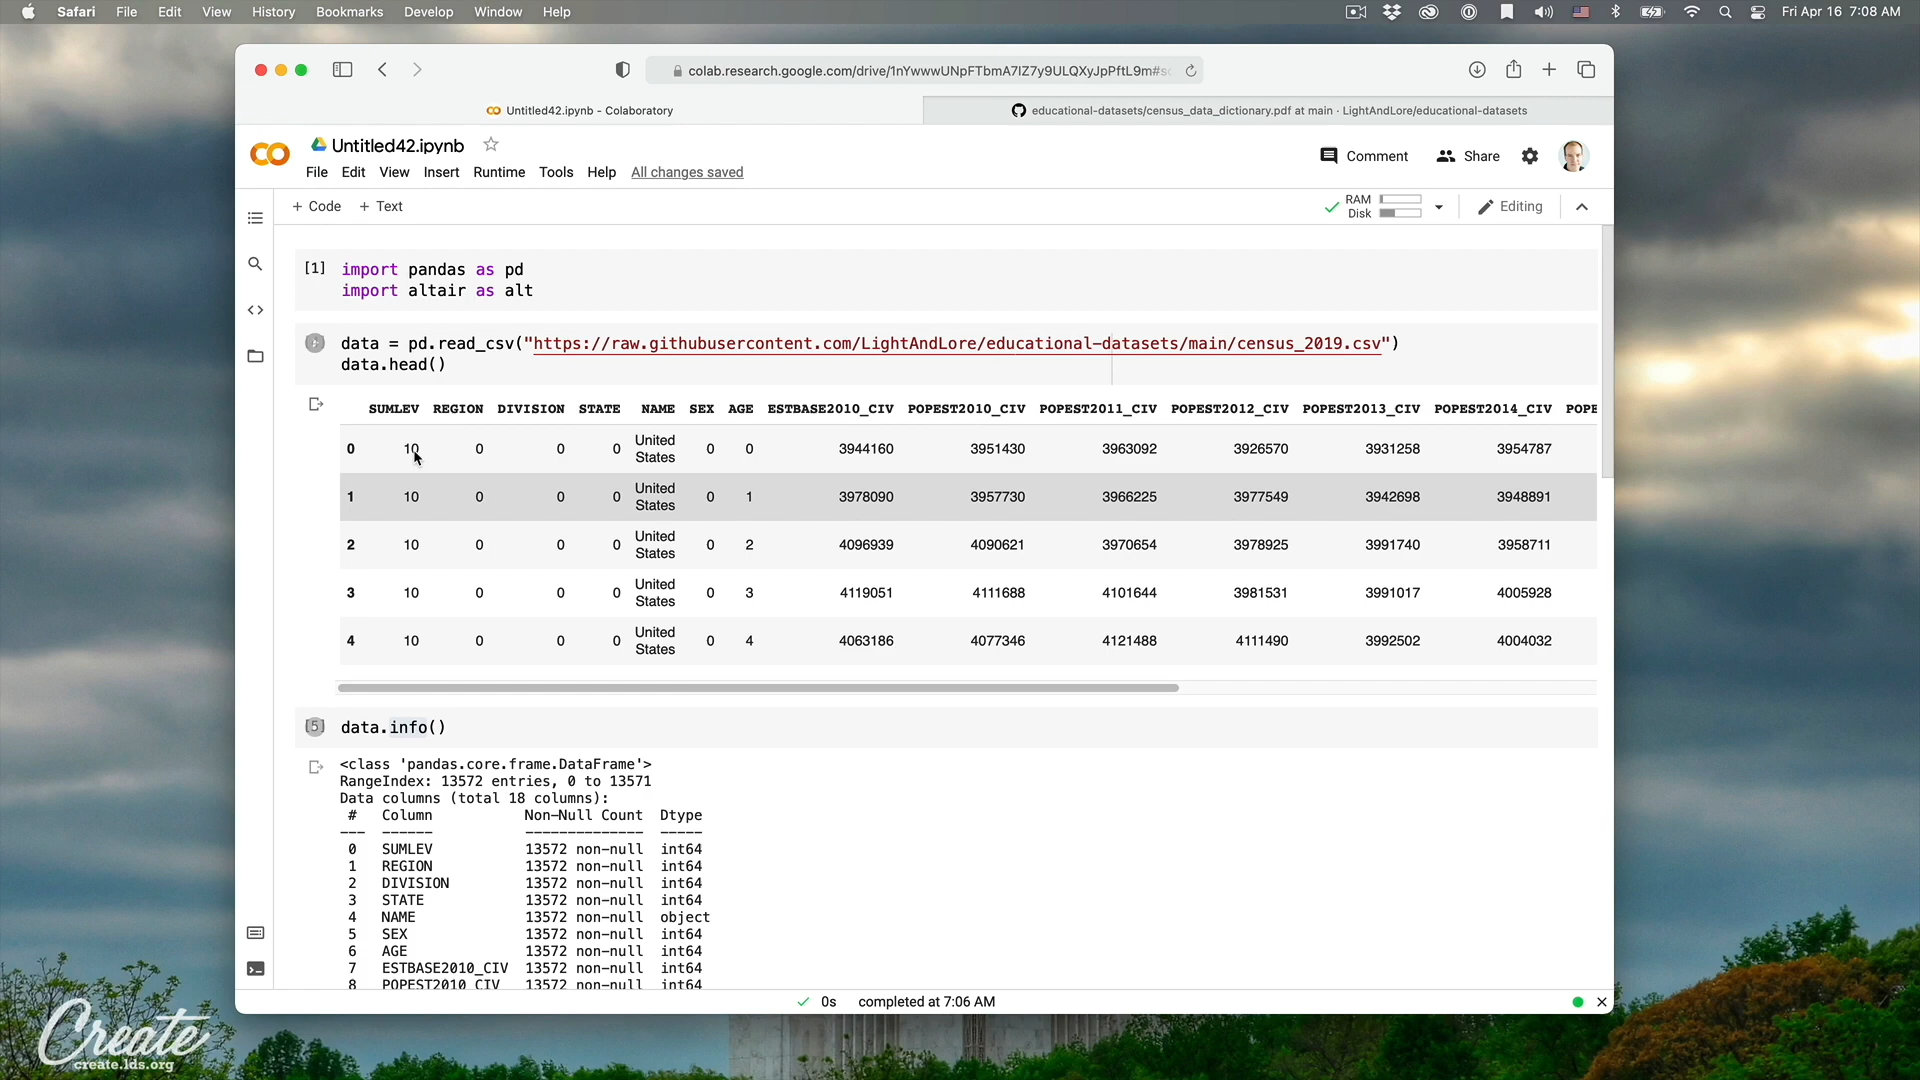 Safari File Edit View History Bookmarks Develop Window Help Fri Apr 16 7:08 AM
colab.research.google.com/drive/1nYwwwUNpFTbmA7IZ7y9ULQXyJpPftL9m#sc
Untitled42.ipynb - Colaboratory
educational-datasets/census_data_dictionary.pdf at main · LightAndLore/educational-datasets
Untitled42.ipynb
Comment Share
File Edit View Insert Runtime Tools Help All changes saved
+ Code + Text
RAM
Disk
Editing
[1] import pandas as pd
import altair as alt
data = pd.read_csv("https://raw.githubusercontent.com/LightAndLore/educational-datasets/main/census_2019.csv")
data.head()
SUMLEV REGION DIVISION STATE NAME SEX AGE ESTBASE2010_CIV POPEST2010_CIV POPEST2011_CIV POPEST2012_CIV POPEST2013_CIV POPEST2014_CIV POPE
0 10 0 0 0 United States 0 0 3944160 3951430 3963092 3926570 3931258 3954787
1 10 0 0 0 United States 0 1 3978090 3957730 3966225 3977549 3942698 3948891
2 10 0 0 0 United States 0 2 4096939 4090621 3970654 3978925 3991740 3958711
3 10 0 0 0 United States 0 3 4119051 4111688 4101644 3981531 3991017 4005928
4 10 0 0 0 United States 0 4 4063186 4077346 4121488 4111490 3992502 4004032
[5] data.info()
<class 'pandas.core.frame.DataFrame'>
RangeIndex: 13572 entries, 0 to 13571
Data columns (total 18 columns):
# Column Non-Null Count Dtype
--- ------ -------------- -----
0 SUMLEV 13572 non-null int64
1 REGION 13572 non-null int64
2 DIVISION 13572 non-null int64
3 STATE 13572 non-null int64
4 NAME 13572 non-null object
5 SEX 13572 non-null int64
6 AGE 13572 non-null int64
7 ESTBASE2010_CIV 13572 non-null int64
8 POPEST2010_CIV 13572 non-null int64
0s completed at 7:06 AM
Create
create.lds.org